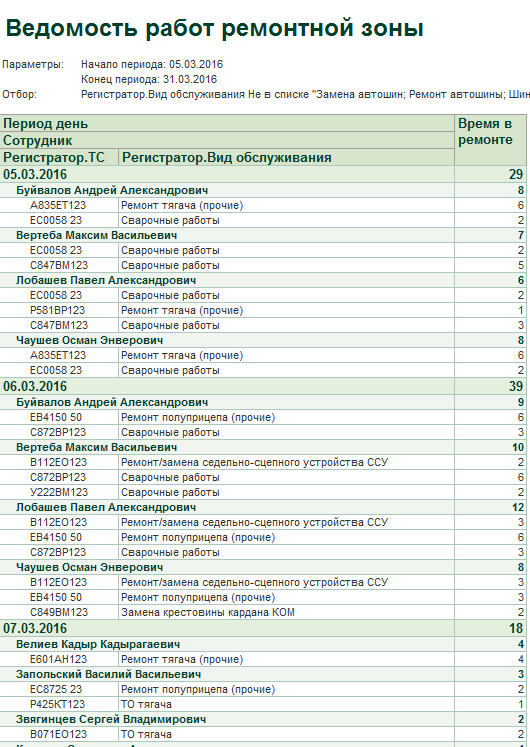 Ведомость работ ремонтной зоны
Параметры: Начало периода: 05.03.2016
Конец периода: 31.03.2016
Отбор: Регистратор.Вид обслуживания Не в списке "Замена автошин; Ремонт автошины; Шин
Период день Время в
Сотрудник ремонте
Регистратор.ТС Регистратор.Вид обслуживания
05.03.2016 29
Буйвалов Андрей Александрович 8
А835ЕТ123 Ремонт тягача (прочие) 6
ЕС0058 23 Сварочные работы 2
Вертеба Максим Васильевич 7
ЕС0058 23 Сварочные работы 2
С847ВМ123 Сварочные работы 5
Лобашев Павел Александрович 6
ЕС0058 23 Сварочные работы 2
Р581ВР123 Ремонт тягача (прочие) 1
С847ВМ123 Сварочные работы 3
Чаушев Осман Энверович 8
А835ЕТ123 Ремонт тягача (прочие) 6
ЕС0058 23 Сварочные работы 2
06.03.2016 39
Буйвалов Андрей Александрович 9
ЕВ4150 50 Ремонт полуприцепа (прочие) 6
С872ВР123 Сварочные работы 3
Вертеба Максим Васильевич 10
В112ЕО123 Ремонт/замена седельно-сцепного устройства ССУ 2
С872ВР123 Сварочные работы 6
У222ВМ123 Сварочные работы 2
Лобашев Павел Александрович 12
В112ЕО123 Ремонт/замена седельно-сцепного устройства ССУ 3
ЕВ4150 50 Ремонт полуприцепа (прочие) 6
С872ВР123 Сварочные работы 3
Чаушев Осман Энверович 8
В112ЕО123 Ремонт/замена седельно-сцепного устройства ССУ 3
ЕВ4150 50 Ремонт полуприцепа (прочие) 3
С849ВМ123 Замена крестовины кардана КОМ 2
07.03.2016 18
Велиев Кадыр Кадырагаевич 4
Е601АН123 Ремонт тягача (прочие) 4
Запольский Василий Васильевич 3
ЕС8725 23 Ремонт полуприцепа (прочие) 2
Р425КТ123 ТО тягача 1
Звягинцев Сергей Владимирович 2
В071ЕО123 ТО тягача 2